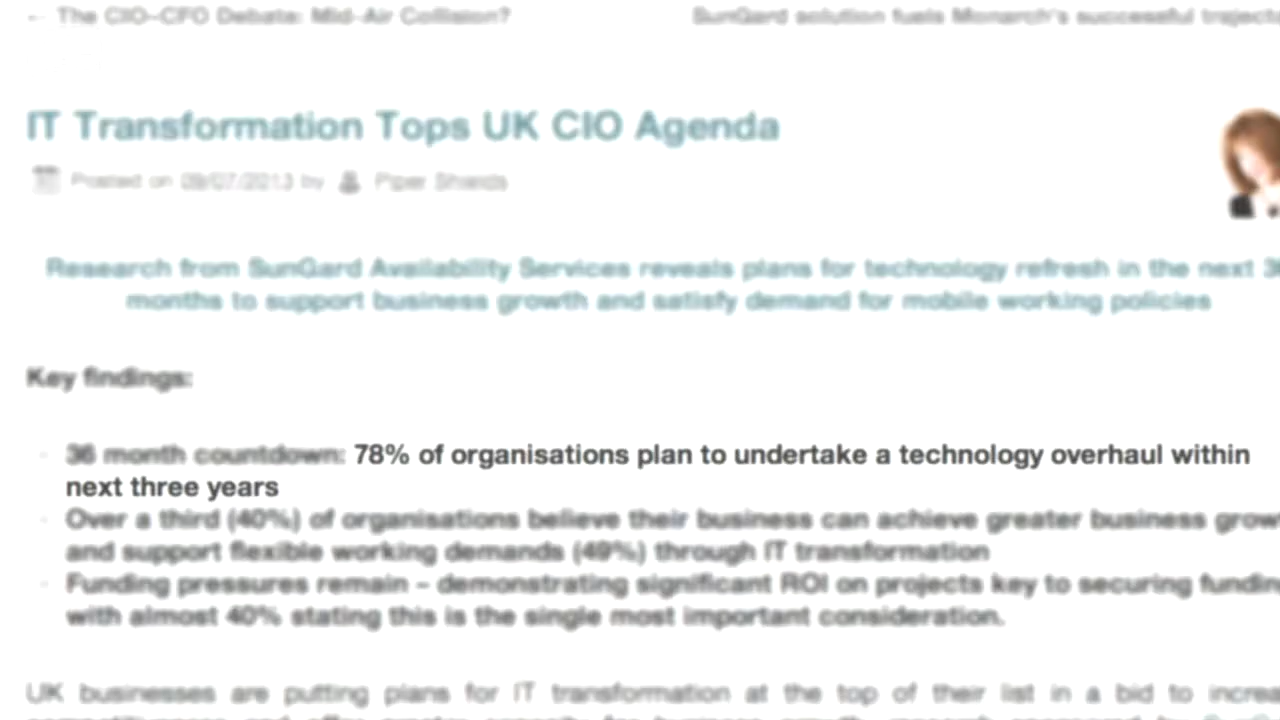 ← The CIO-CFO Debate: Mid-Air Collision? SunGard solution fuels Monarch's successful
IT Transformation Tops UK CIO Agenda
Posted on 09/07/2013 by Piper Shields
Research from SunGard Availability Services reveals plans for technology refresh in the next
months to support business growth and satisfy demand for mobile working policies
Key findings:
36 month countdown: 78% of organisations plan to undertake a technology overhaul within
next three years
Over a third (40%) of organisations believe their business can achieve greater business
and support flexible working demands (49%) through IT transformation
Funding pressures remain – demonstrating significant ROI on projects key to securing
with almost 40% stating this is the single most important consideration.
UK businesses are putting plans for IT transformation at the top of their list in a bid to